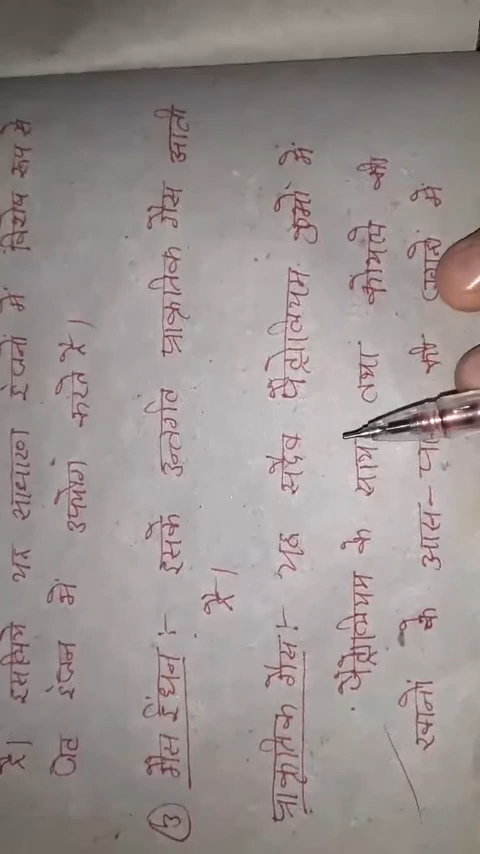 है। इसलिये यह साधारण इंजनों में विशेष रूप से
जेट इंजन में उपयोग करते है।
③ गैस ईंधन :- इसके अन्तर्गत प्राकृतिक गैस आती
है।
प्राकृतिक गैस :- यह सदैव पैट्रोलियम कुओं में
पेट्रोलियम के साथ तथा कोयले की
खानों के आस-पास की में